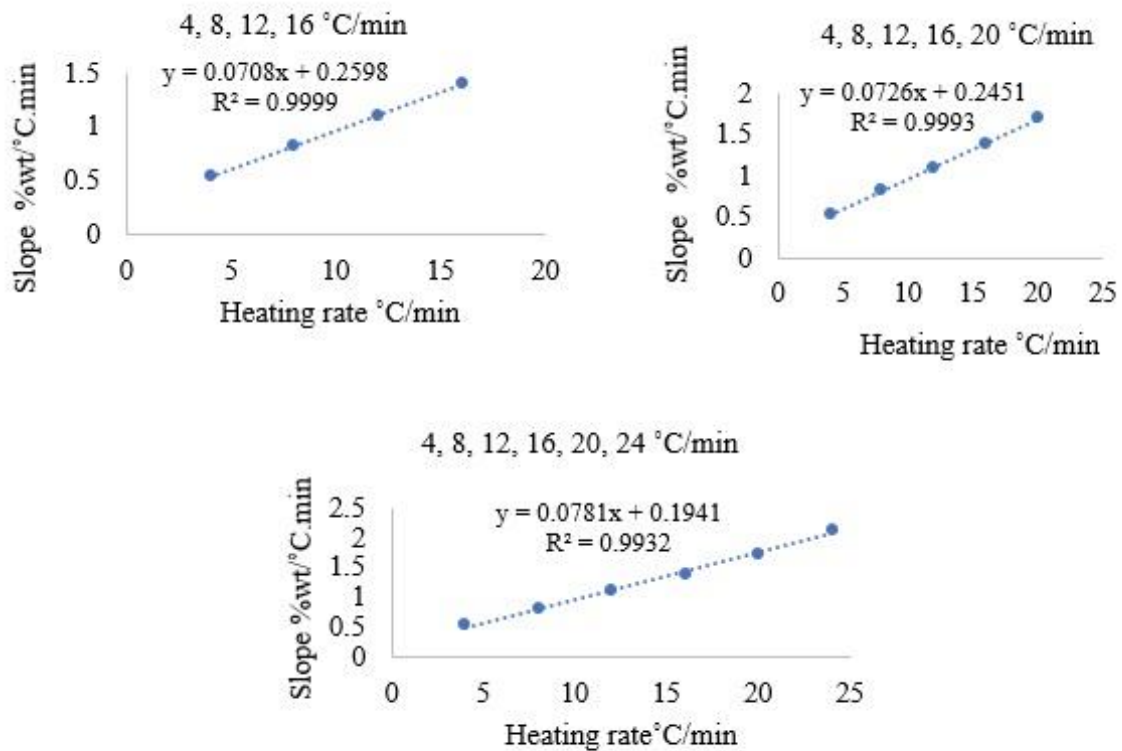 4, 8, 12, 16 ˚C/min
y = 0.0708x + 0.2598
R² = 0.9999
Slope %wt/˚C.min
1.5
1
0.5
0
0 5 10 15 20
Heating rate ˚C/min
4, 8, 12, 16, 20 ˚C/min
y = 0.0726x + 0.2451
R² = 0.9993
Slope %wt/˚C.min
2
1.5
1
0.5
0
0 5 10 15 20 25
Heating rate ˚C/min
4, 8, 12, 16, 20, 24 ˚C/min
y = 0.0781x + 0.1941
R² = 0.9932
Slope %wt/˚C.min
2.5
2
1.5
1
0.5
0
0 5 10 15 20 25
Heating rate˚C/min